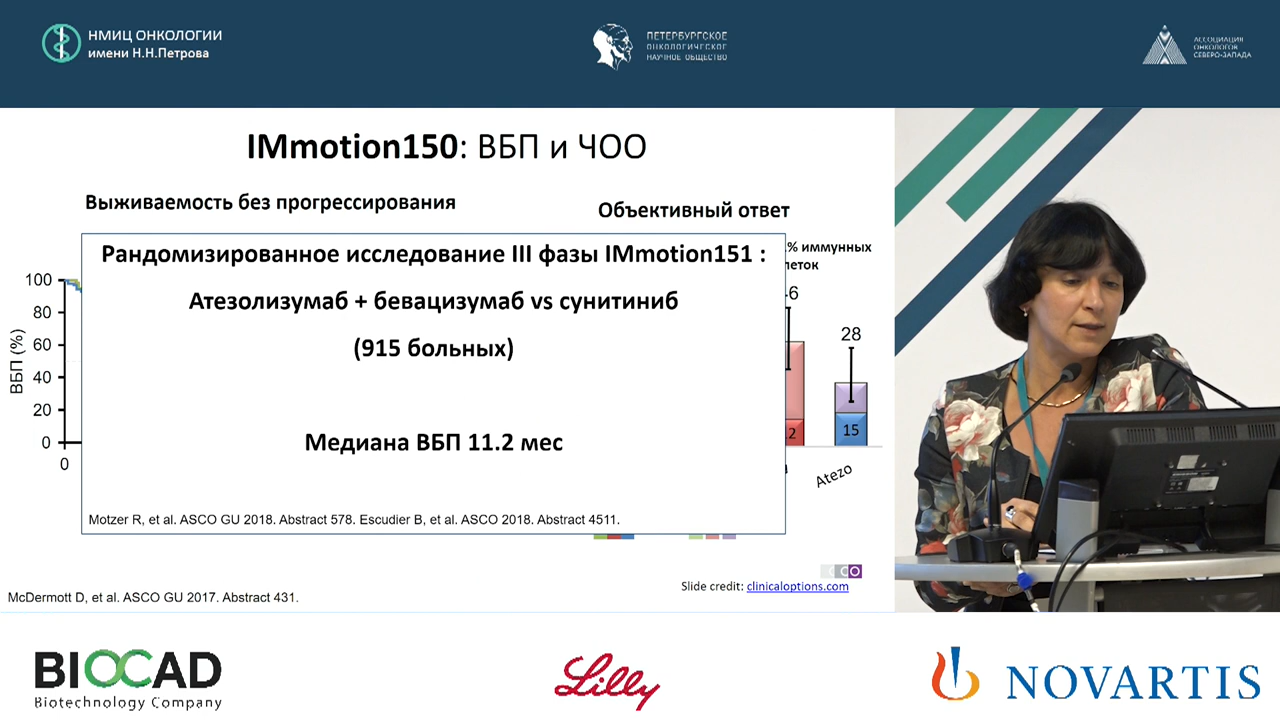 НМИЦ ОНКОЛОГИИ
имени Н.Н.Петрова
ПЕТЕРБУРГСКОЕ
ОНКОЛОГИЧЕСКОЕ
НАУЧНОЕ ОБЩЕСТВО
АССОЦИАЦИЯ
ОНКОЛОГОВ
СЕВЕРО-ЗАПАДА
IMmotion150: ВБП и ЧОО
Выживаемость без прогрессирования
Объективный ответ
Рандомизированное исследование III фазы IMmotion151 :
Атезолизумаб + бевацизумаб vs сунитиниб
(915 больных)
Медиана ВБП 11.2 мес
Motzer R, et al. ASCO GU 2018. Abstract 578. Escudier B, et al. ASCO 2018. Abstract 4511.
% иммунных
леток
ВБП (%)
100
80
60
40
20
0
0
28
15
Atezo
CO
Slide credit: clinicaloptions.com
McDermott D, et al. ASCO GU 2017. Abstract 431.
BIOCAD
Biotechnology Company
Lilly
NOVARTIS